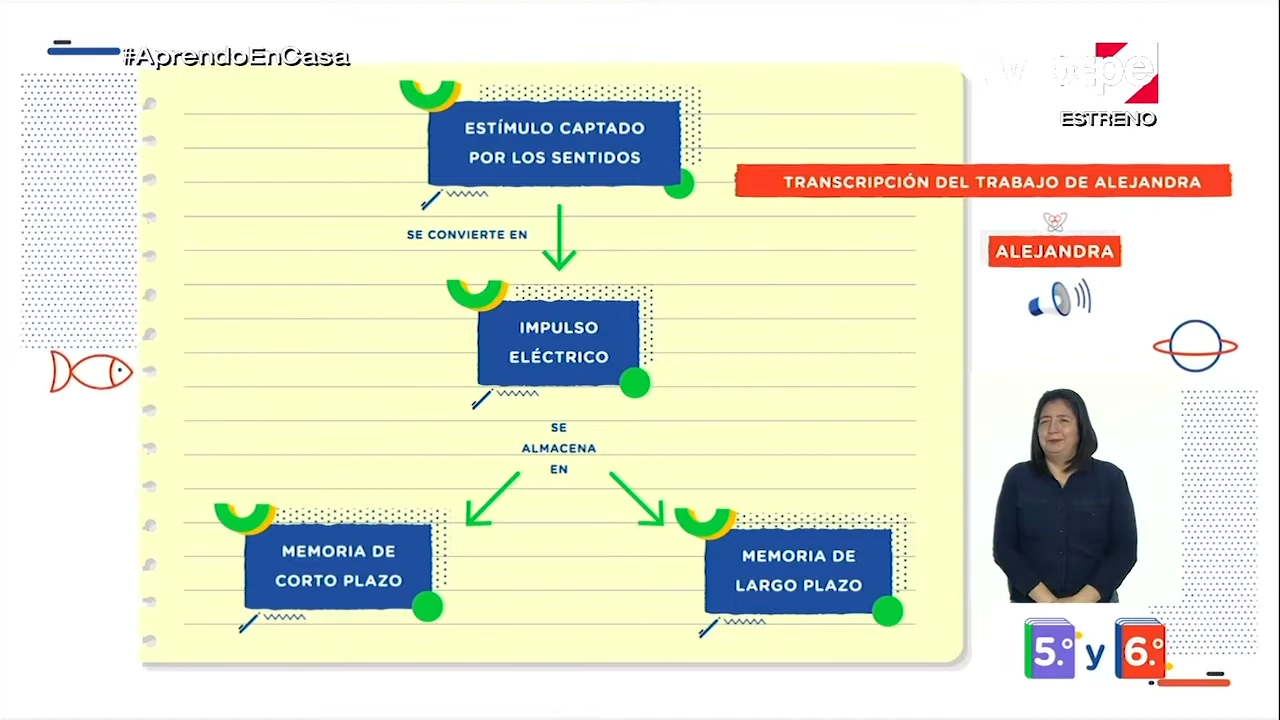 #AprendoEnCasa
ESTRENO
ESTÍMULO CAPTADO
POR LOS SENTIDOS
TRANSCRIPCIÓN DEL TRABAJO DE ALEJANDRA
SE CONVIERTE EN
ALEJANDRA
IMPULSO
ELÉCTRICO
SE
ALMACENA
EN
MEMORIA DE
CORTO PLAZO
MEMORIA DE
LARGO PLAZO
5.º y 6.º